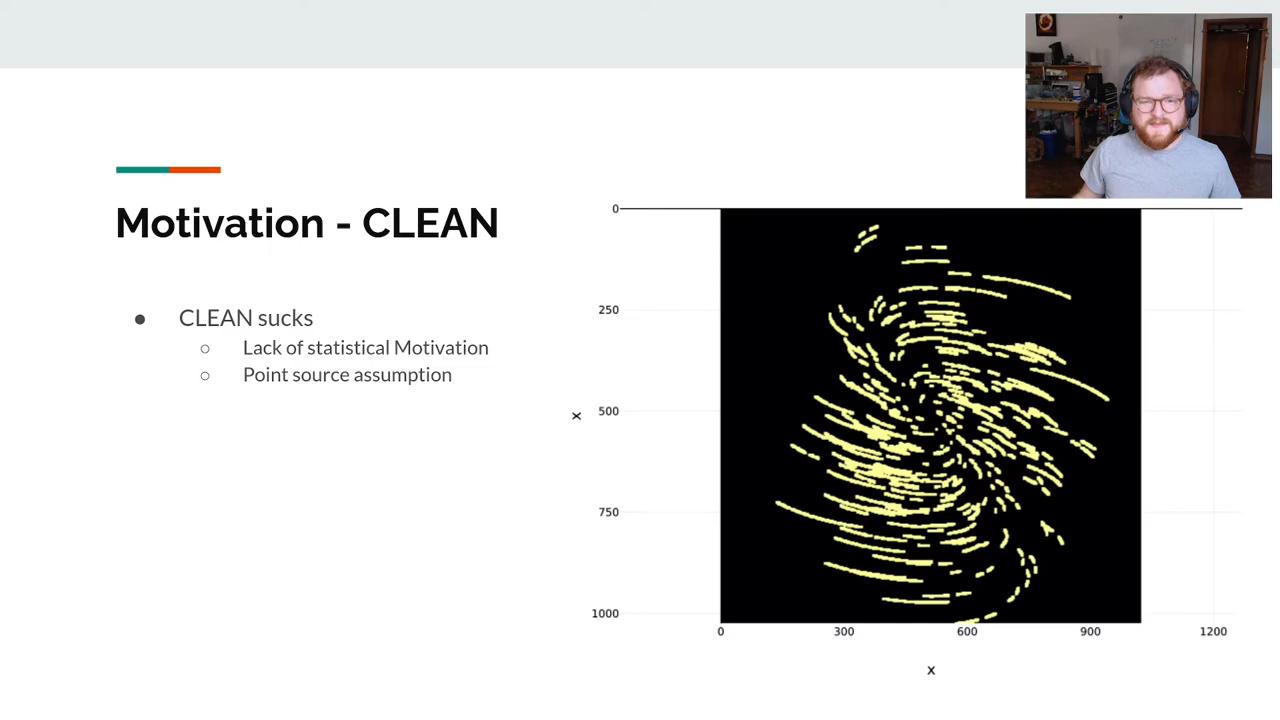 Motivation - CLEAN
CLEAN sucks
Lack of statistical Motivation
Point source assumption
0
250
500
750
1000
x
0 300 600 900 1200
x